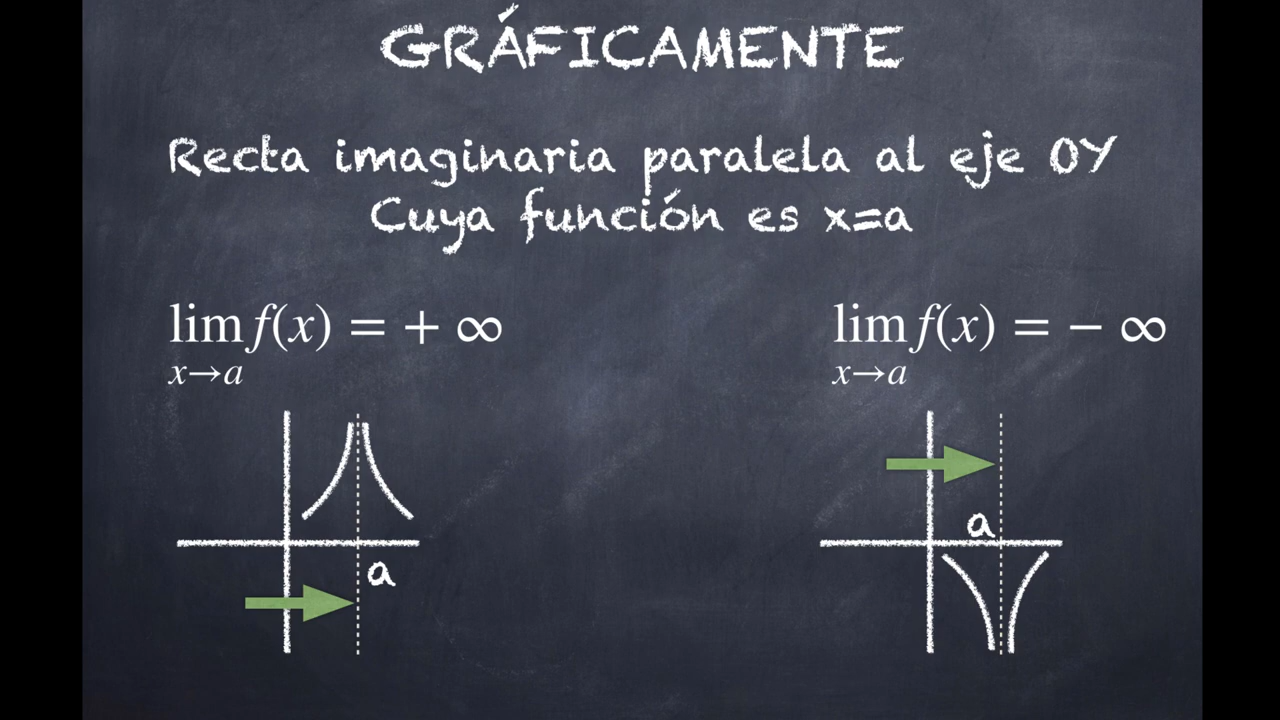 GRÁFICAMENTE
Recta imaginaria paralela al eje OY
Cuya función es x=a
lim f(x) = + ∞
x→a
lim f(x) = − ∞
x→a
a
a